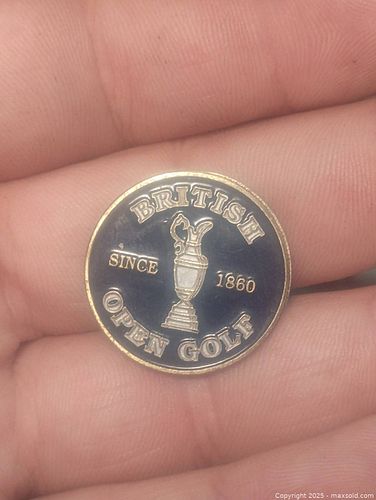 BRITISH
SINCE 1860
OPEN GOLF
Copyright 2025 - maxsold.com